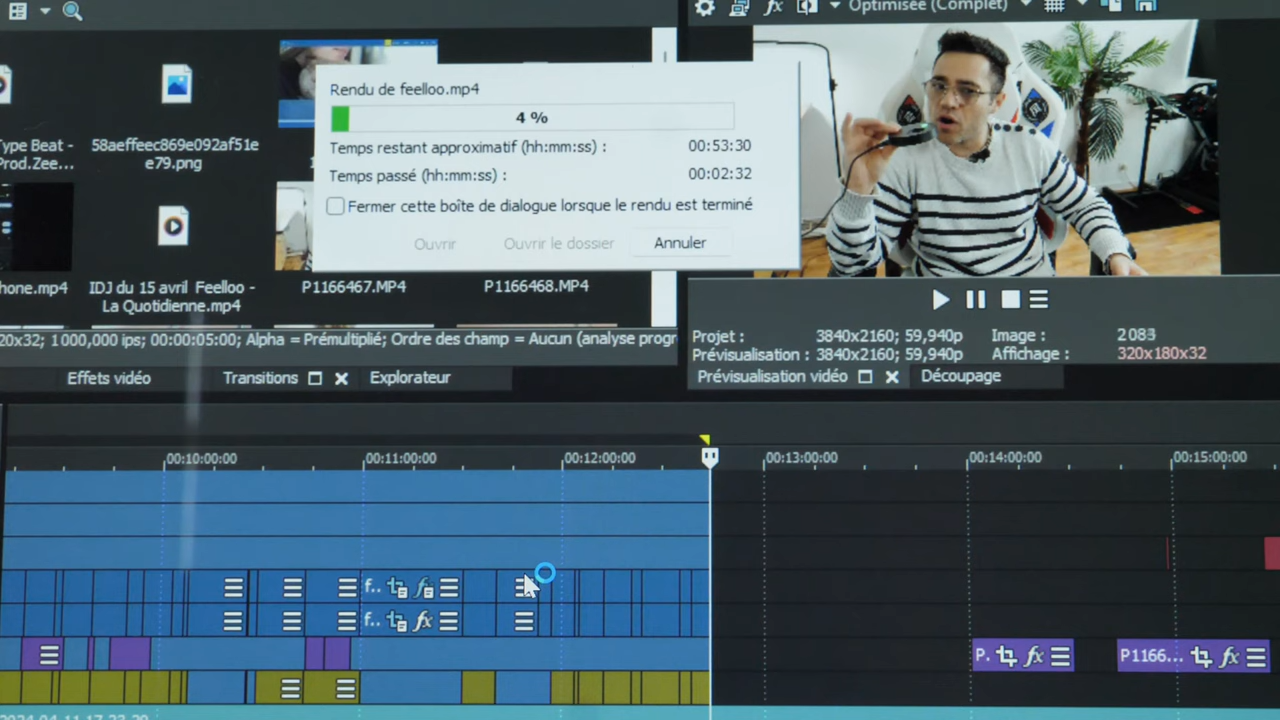 Optimisée (Complet)
Rendu de feelloo.mp4
4 %
Temps restant approximatif (hh:mm:ss) : 00:53:30
Temps passé (hh:mm:ss) : 00:02:32
Fermer cette boîte de dialogue lorsque le rendu est terminé
Ouvrir Ouvrir le dossier Annuler
Type Beat -
Prod.Zee...
58aeffeec869e092af51e
e79.png
hone.mp4
IDJ du 15 avril Feelloo -
La Quotidienne.mp4
P1166467.MP4
P1166468.MP4
20x32; 1 000,000 ips; 00:00:05:00; Alpha = Prémultiplié; Ordre des champ = Aucun (analyse progr
Projet : 3840x2160; 59,940p Image :
Prévisualisation : 3840x2160; 59,940p Affichage : 320x180x32
Effets vidéo Transitions Explorateur
Prévisualisation vidéo Découpage
00:10:00:00 00:11:00:00 00:12:00:00 00:13:00:00 00:14:00:00 00:15:00:00
f.. fx
f.. fx
P. fx P1166... fx